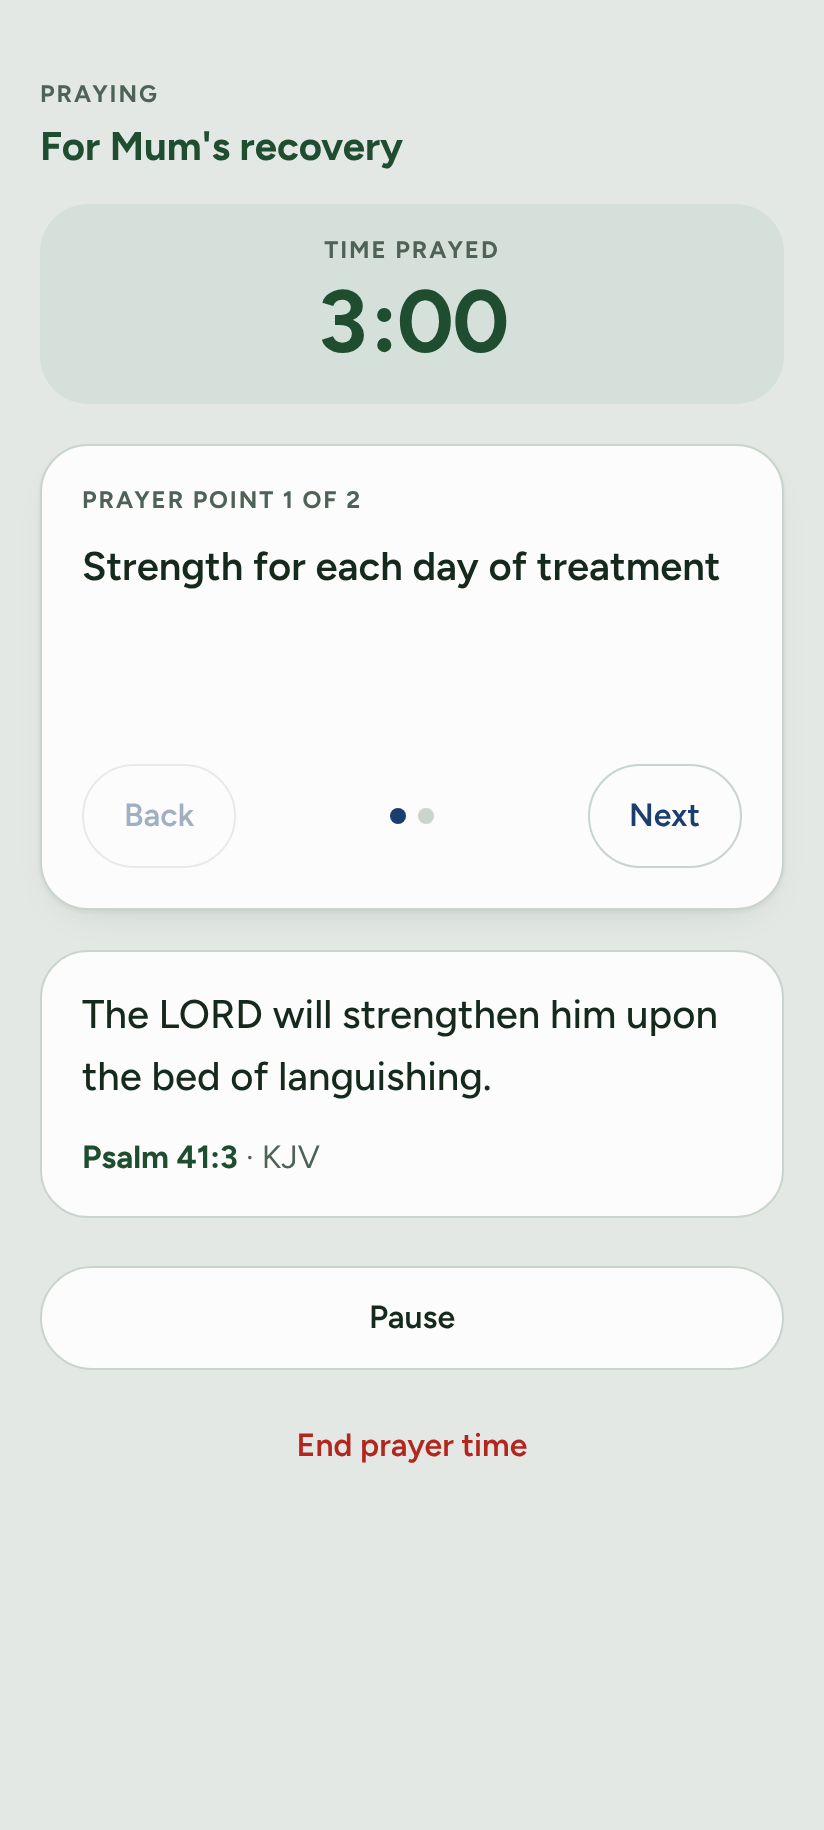 PRAYING
For Mum's recovery
TIME PRAYED
3:00
PRAYER POINT 1 OF 2
Strength for each day of treatment
Back
Next
The LORD will strengthen him upon
the bed of languishing.
Psalm 41:3 · KJV
Pause
End prayer time